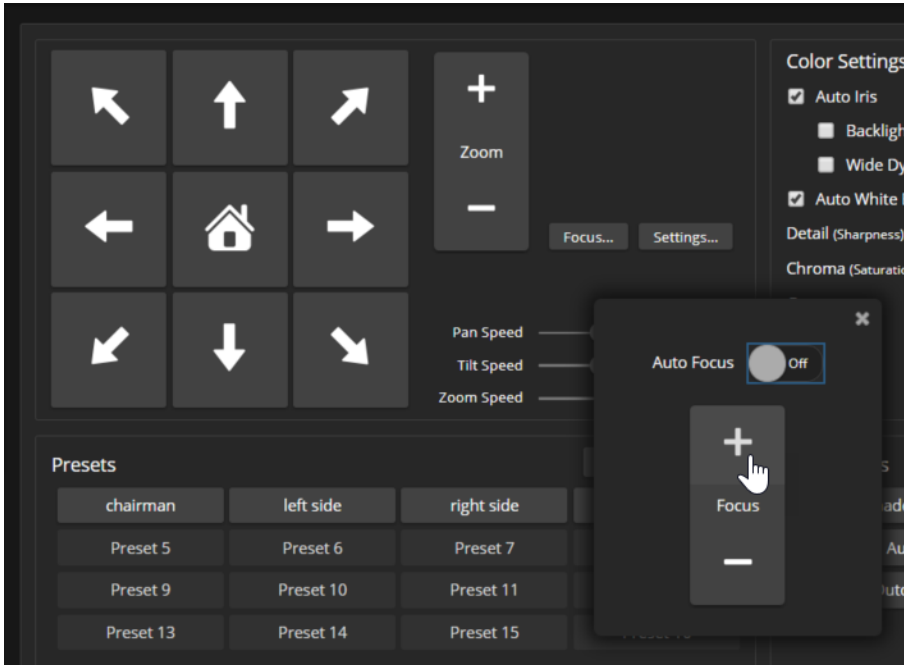 Zoom
Focus...
Settings...
Pan Speed
Tilt Speed
Zoom Speed
Color Settings
Auto Iris
Auto White
Detail (Sharpness)
Chroma
Auto Focus
Off
Focus
Presets
chairman
left side
right side
Preset 5
Preset 6
Preset 7
Preset 9
Preset 10
Preset 11
Preset 13
Preset 14
Preset 15